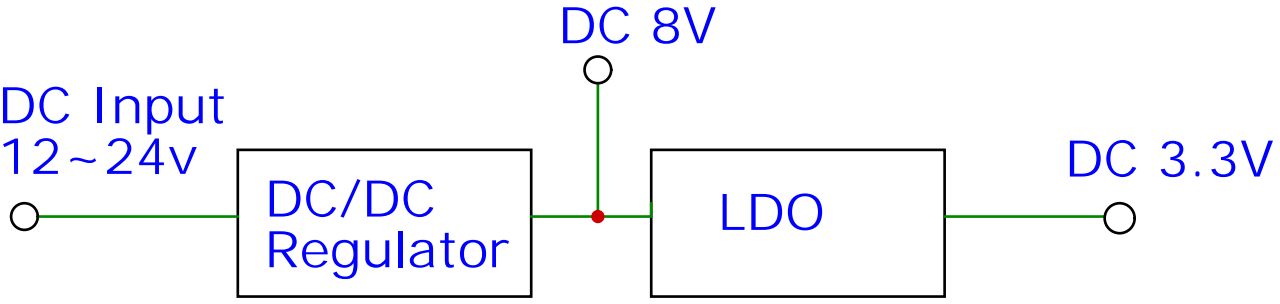 DC 8V
DC Input
12~24v
DC/DC
Regulator
LDO
DC 3.3V